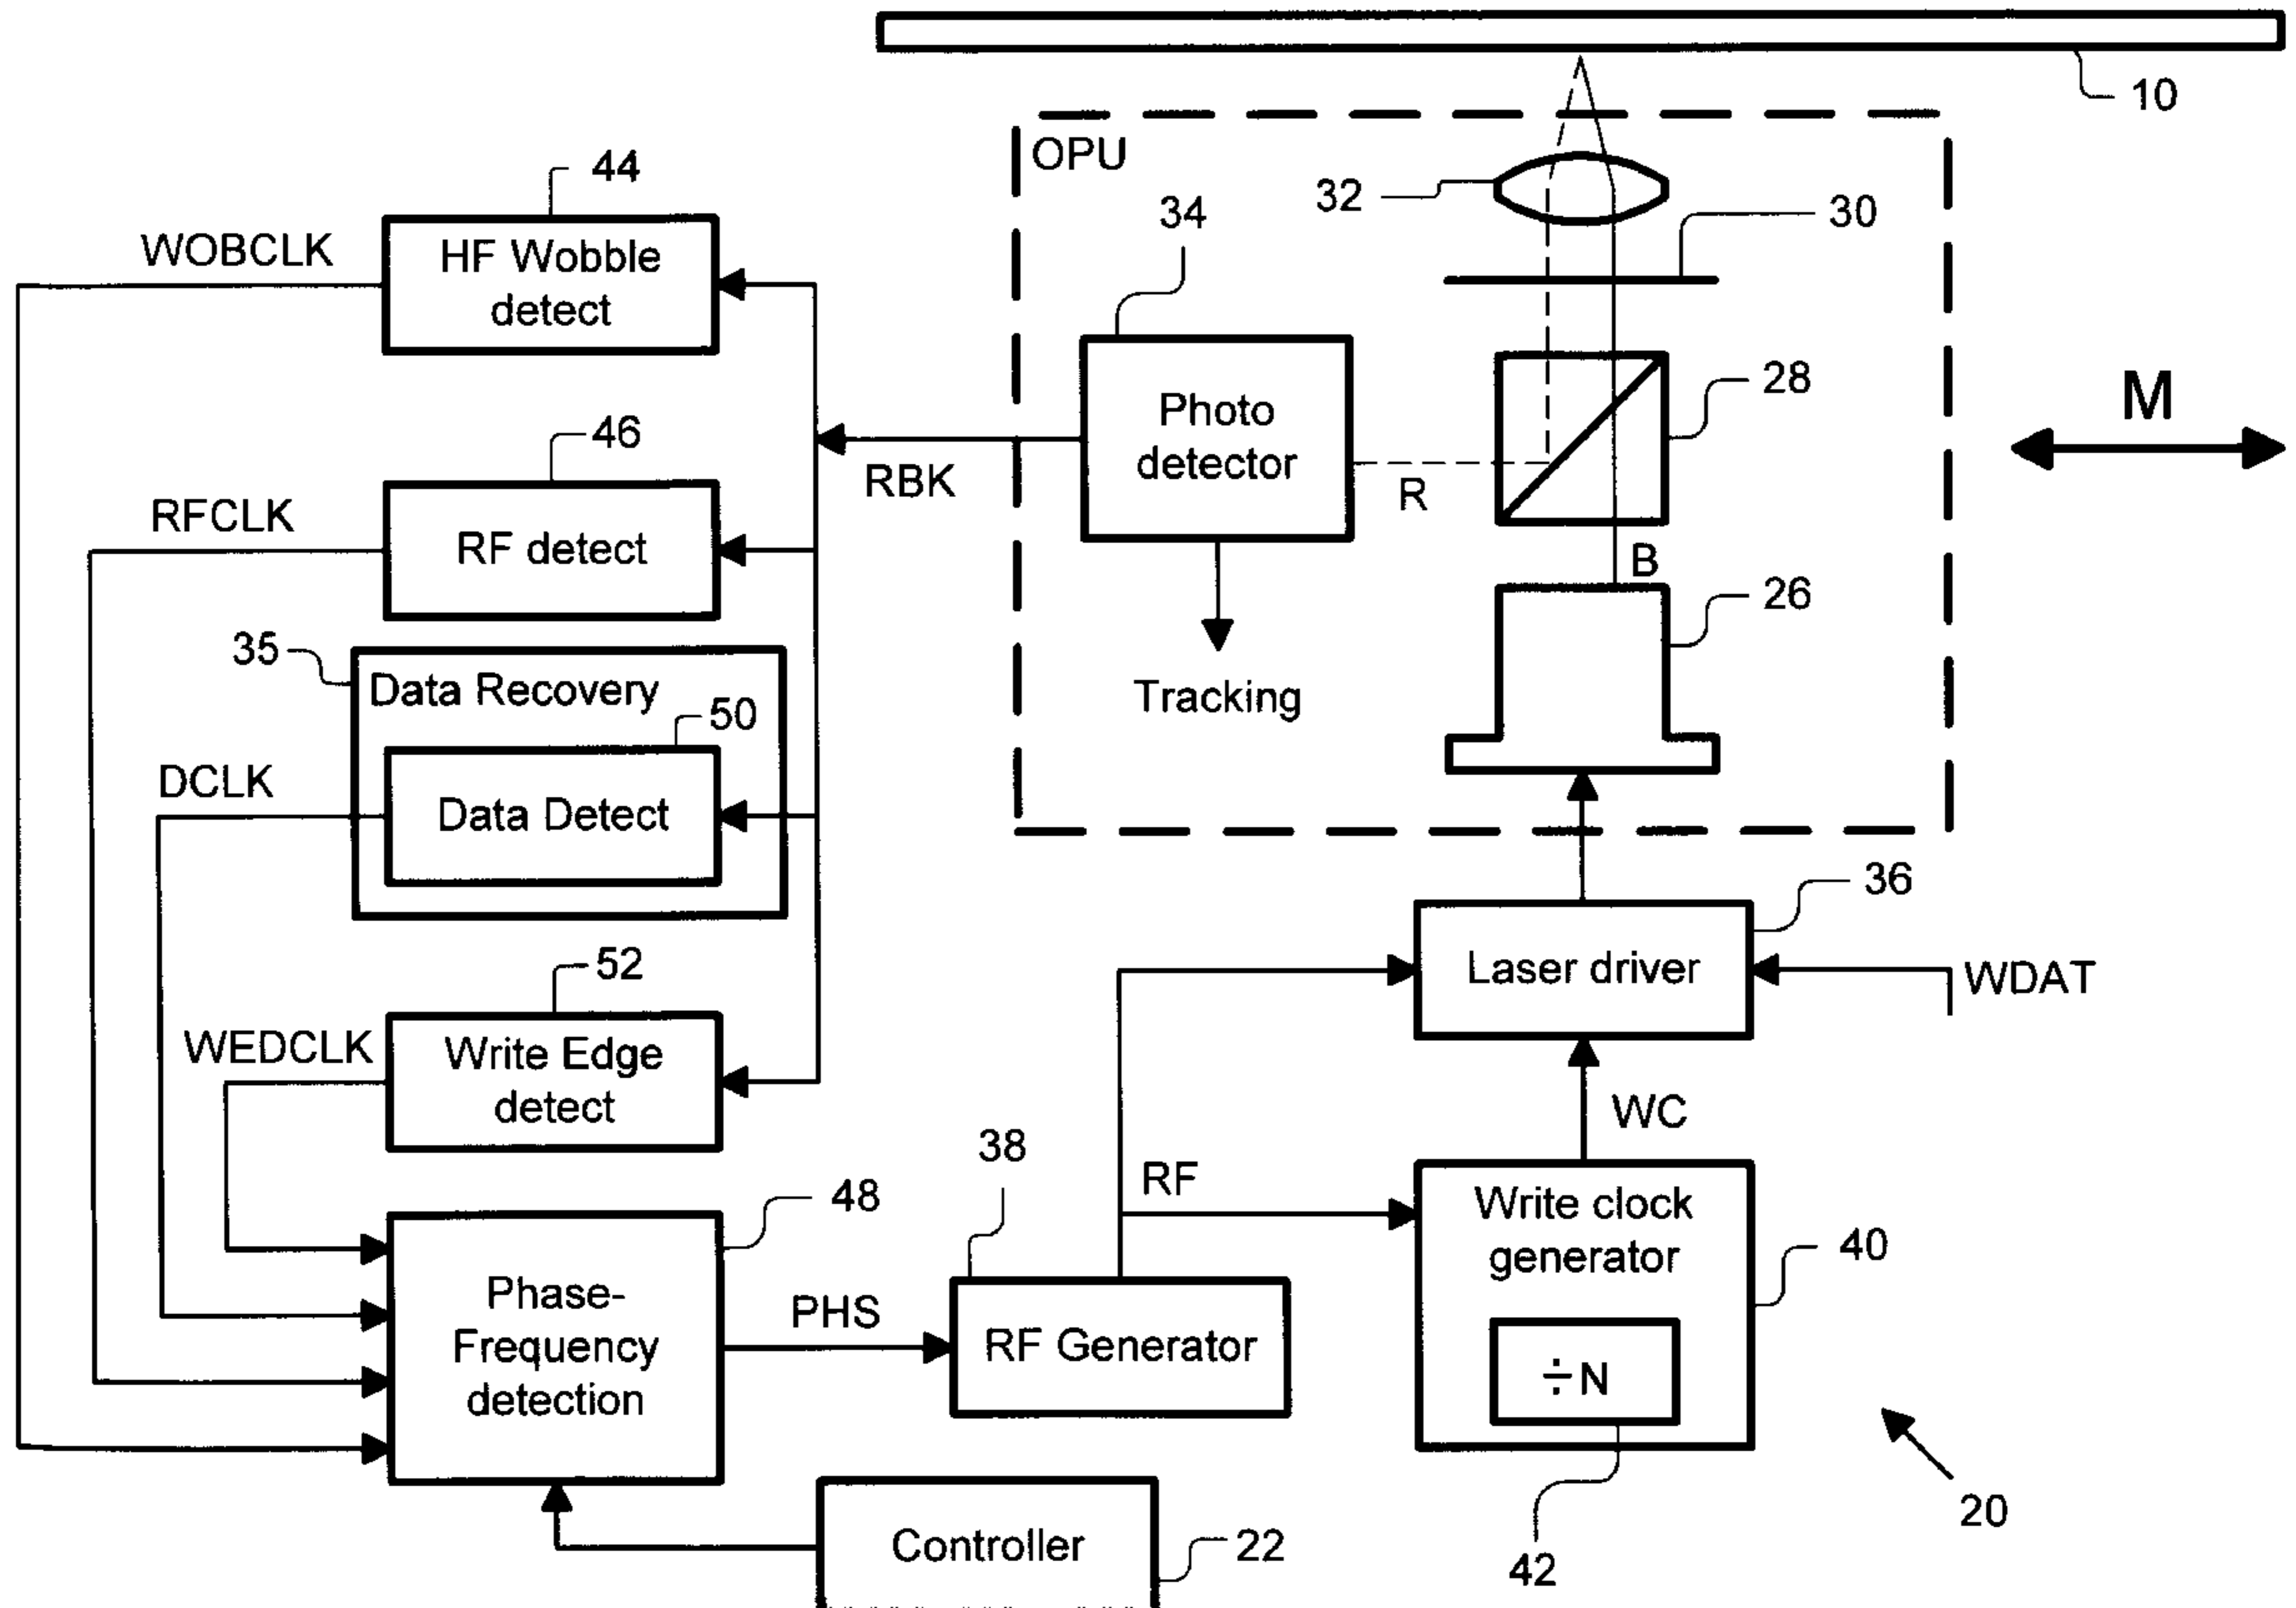 10
OPU
44
32
34
30
WOBCLK
HF Wobble
detect
28
M
Photo
detector
46
RBK
R
RFCLK
RF detect
B
26
35
Data Recovery
Tracking
50
DCLK
Data Detect
36
52
Laser driver
WDAT
WEDCLK
Write Edge
detect
WC
38
RF
48
Write clock
generator
40
Phase-
Frequency
detection
PHS
RF Generator
÷N
20
Controller
22
42